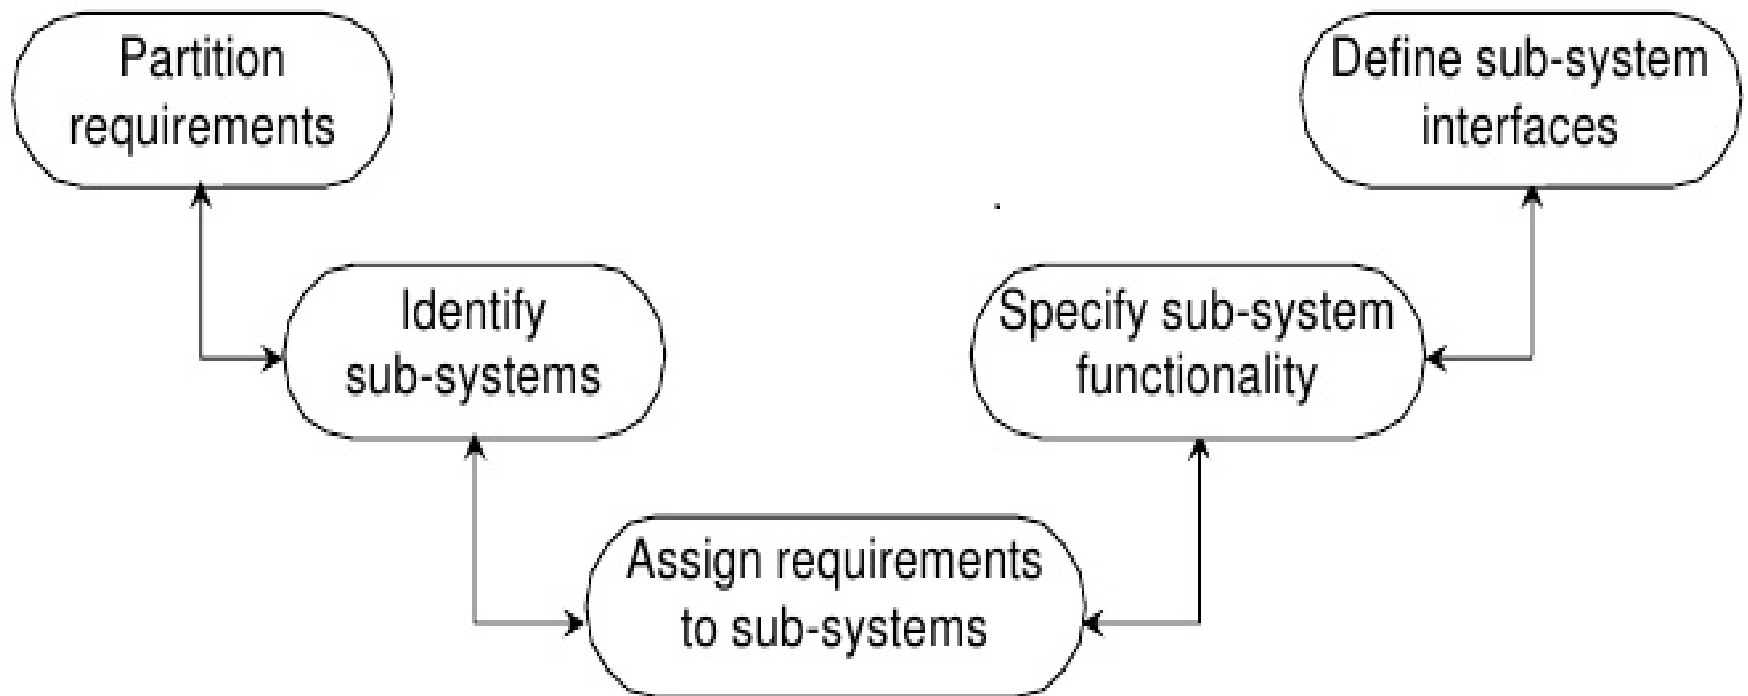 Partition
requirements
Define sub-system
interfaces
Identify
sub-systems
Specify sub-system
functionality
Assign requirements
to sub-systems